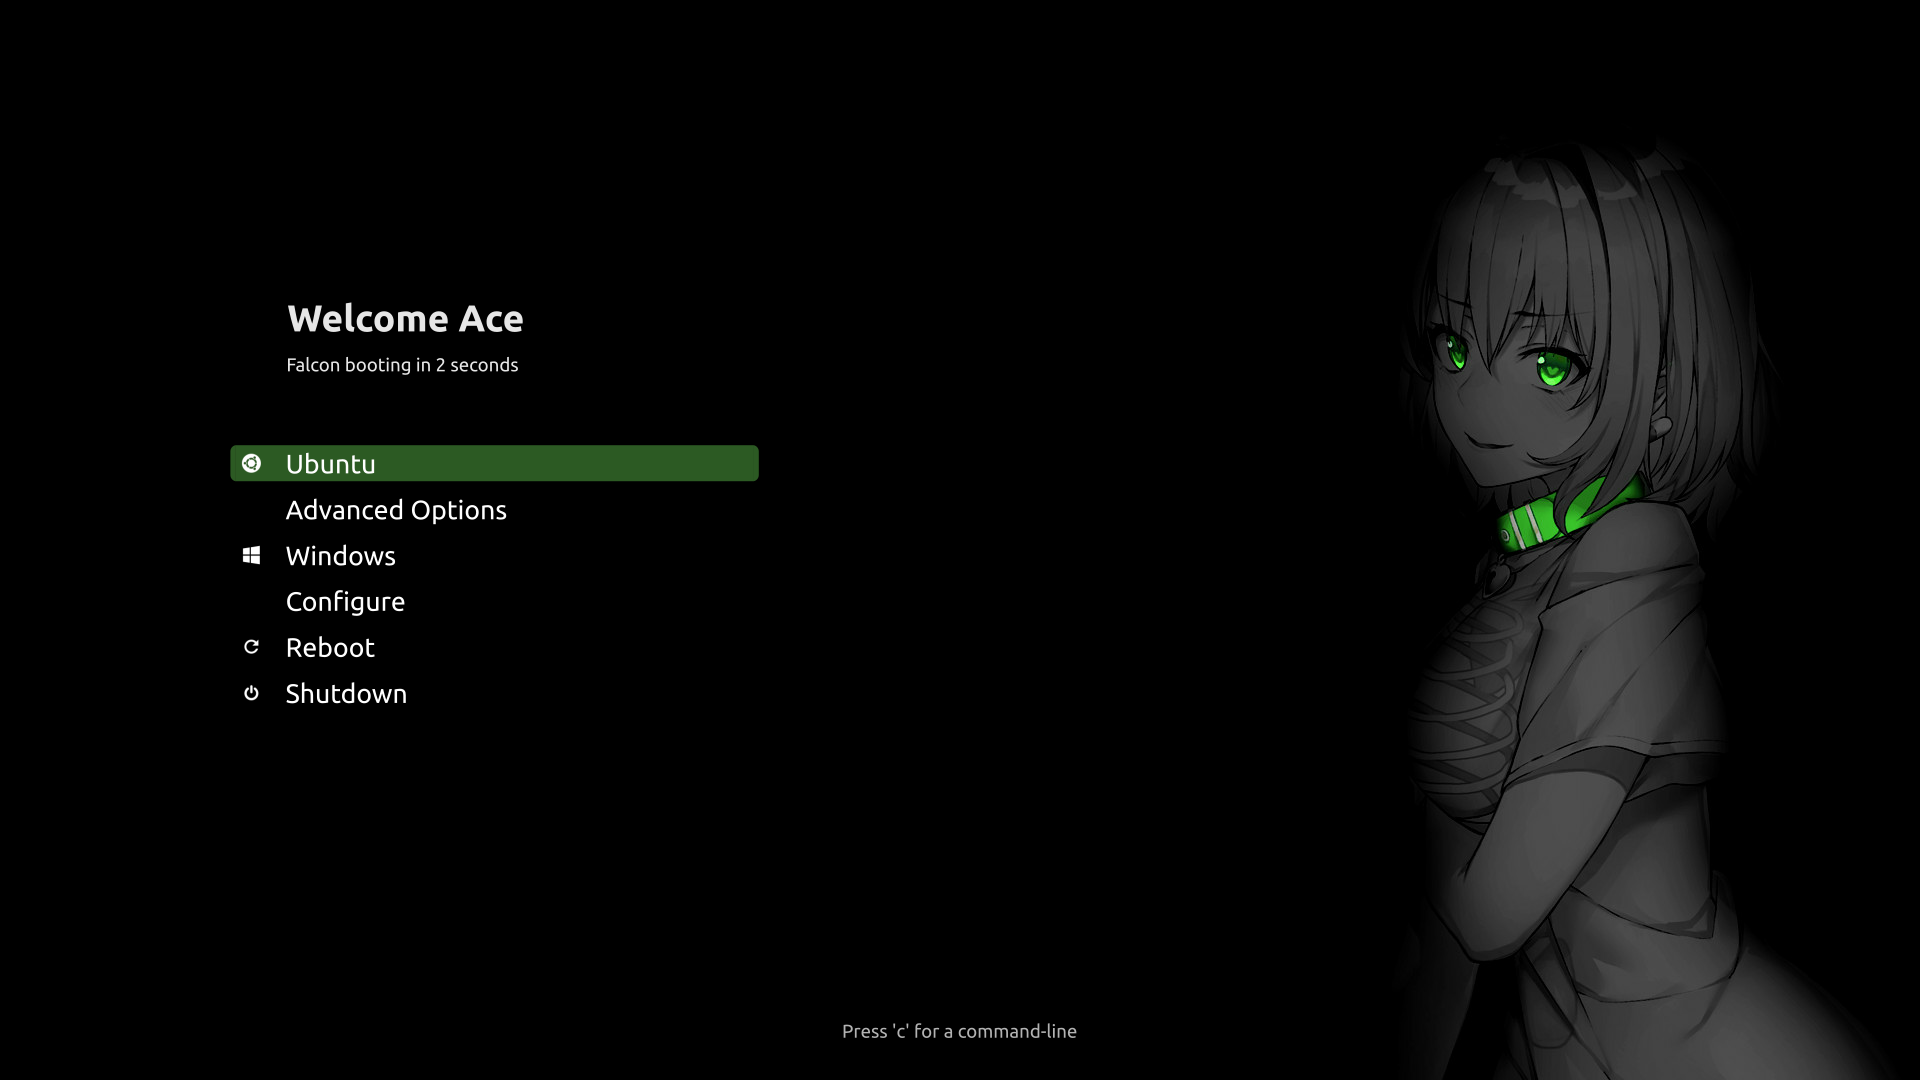 Welcome Ace
Falcon booting in 2 seconds
Ubuntu
Advanced Options
Windows
Configure
Reboot
Shutdown
Press 'c' for a command-line